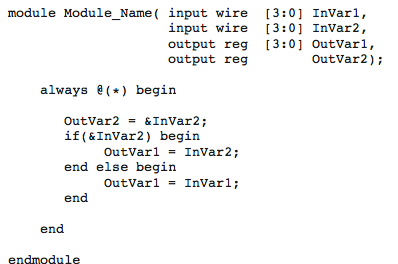 module Module_Name( input wire [3:0] InVar1,
input wire [3:0] InVar2,
output reg [3:0] OutVar1,
output reg OutVar2);
always @(*) begin
OutVar2 = &InVar2;
if(&InVar2) begin
OutVar1 = InVar2;
end else begin
OutVar1 = InVar1;
end
end
endmodule